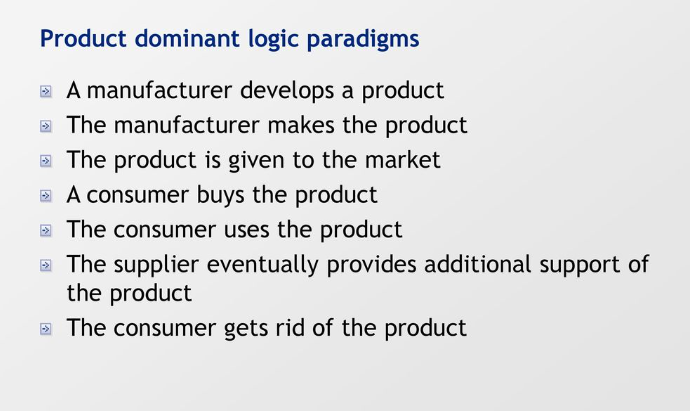 Product dominant logic paradigms
A manufacturer develops a product
The manufacturer makes the product
The product is given to the market
A consumer buys the product
The consumer uses the product
The supplier eventually provides additional support of
the product
The consumer gets rid of the product